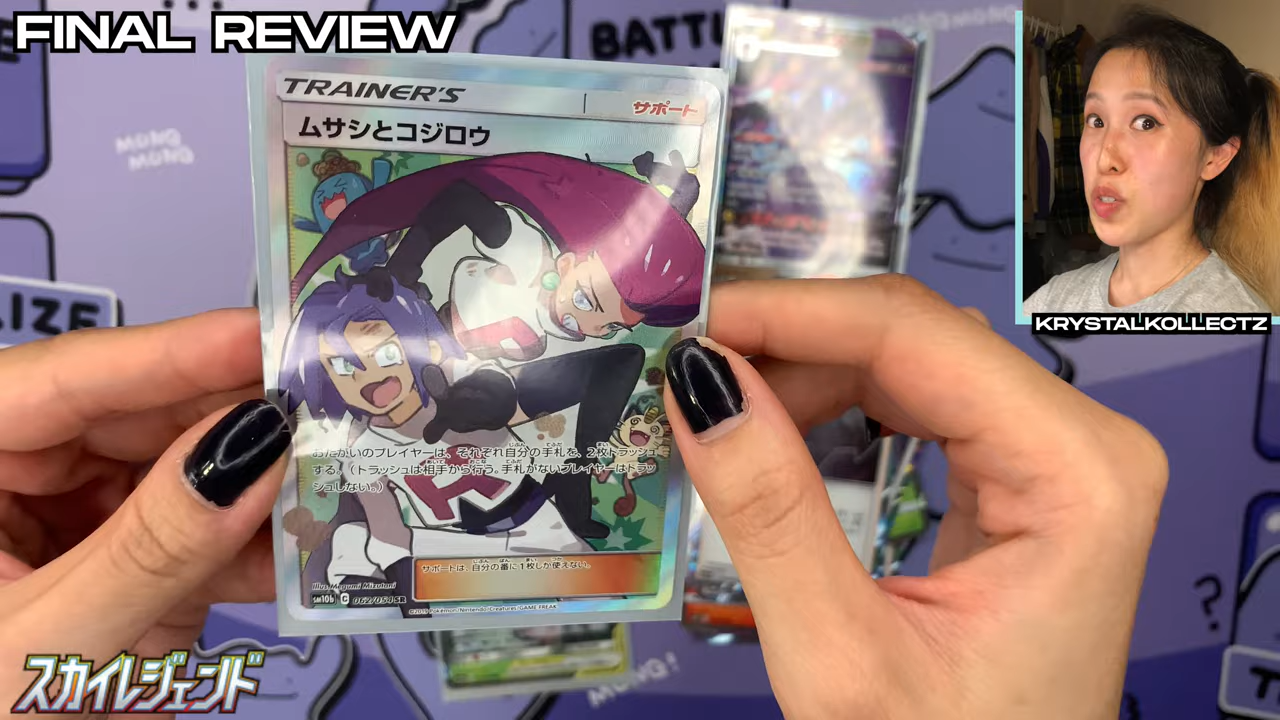 FINAL REVIEW
BATTL
MONG
MONG
TRAINER'S
サポート
ムサシとコジロウ
KRYSTALKOLLECTZ
IZE
おたがいのプレイヤーは、それぞれ自分の手札を、2枚トラッシュ
する。（トラッシュは相手から行う。手札がないプレイヤーはトラッ
シュしない。）
サポートは、自分の番に1枚しか使えない。
Illus. Megumi Mizutani
sm10b C 062/054 SR
©2019 Pokémon/Nintendo/Creatures/GAME FREAK
スカイレジェンド
MONG!
?